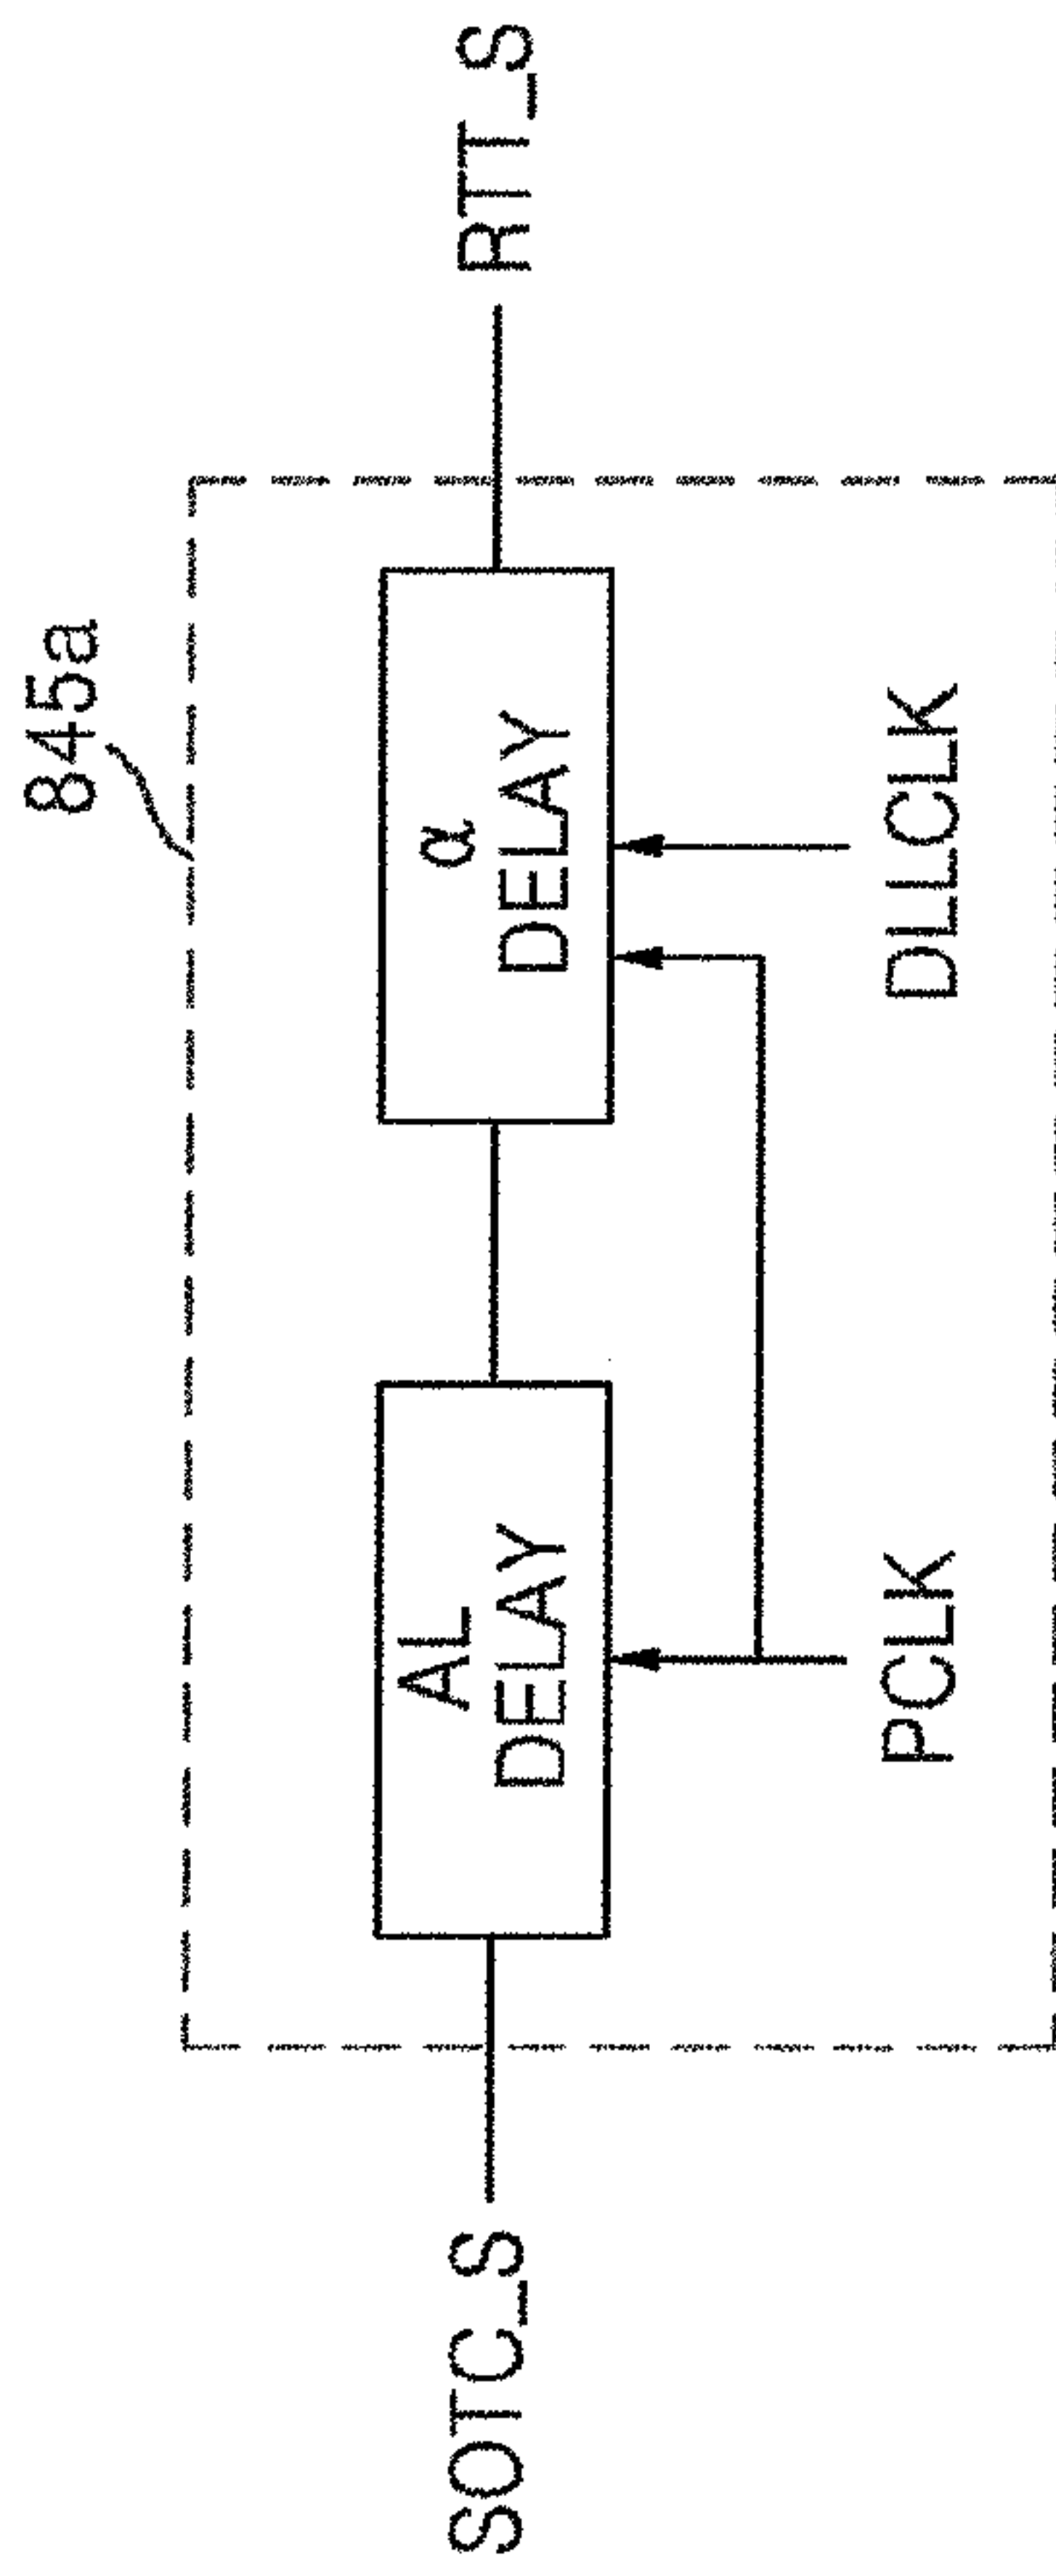 845a
SOTC_S
AL
DELAY
α
DELAY
RTT_S
PCLK
DLLCLK